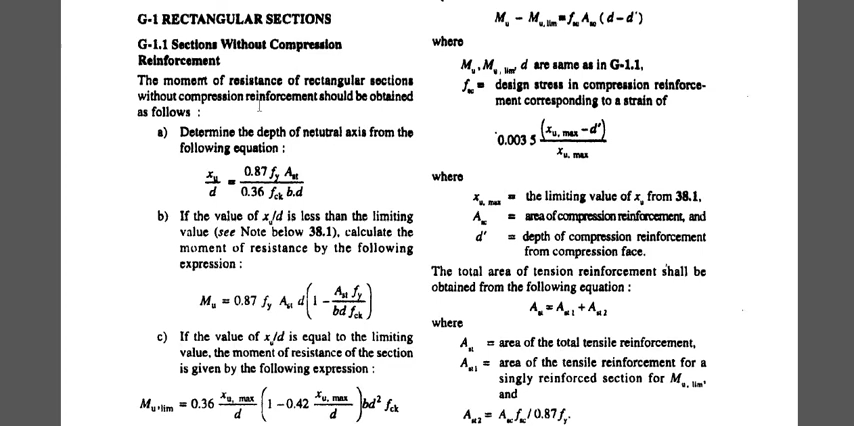 G-1 RECTANGULAR SECTIONS
G-1.1 Sections Without Compression
Reinforcement
The moment of resistance of rectangular sections
without compression reinforcement should be obtained
as follows :
a) Determine the depth of netutral axis from the
following equation :
x_u/d = 0.87 f_y A_st / 0.36 f_ck b.d
b) If the value of x_u/d is less than the limiting
value (see Note below 38.1), calculate the
moment of resistance by the following
expression :
M_u = 0.87 f_y A_st d (1 − A_st f_y / bd f_ck)
c) If the value of x_u/d is equal to the limiting
value, the moment of resistance of the section
is given by the following expression :
M_u,lim = 0.36 x_u, max/d (1 − 0.42 x_u, max/d) bd² f_ck
M_u − M_u, lim = f_sc A_sc (d − d')
where
M_u, M_u, lim, d are same as in G-1.1,
f_sc = design stress in compression reinforce-
ment corresponding to a strain of
0.003 5 (x_u, max − d') / x_u, max
where
x_u, max = the limiting value of x_u from 38.1,
A_sc = area of compression reinforcement, and
d' = depth of compression reinforcement
from compression face.
The total area of tension reinforcement shall be
obtained from the following equation :
A_st = A_st1 + A_st2
where
A_st = area of the total tensile reinforcement,
A_st1 = area of the tensile reinforcement for a
singly reinforced section for M_u, lim,
and
A_st2 = A_sc f_sc / 0.87 f_y.